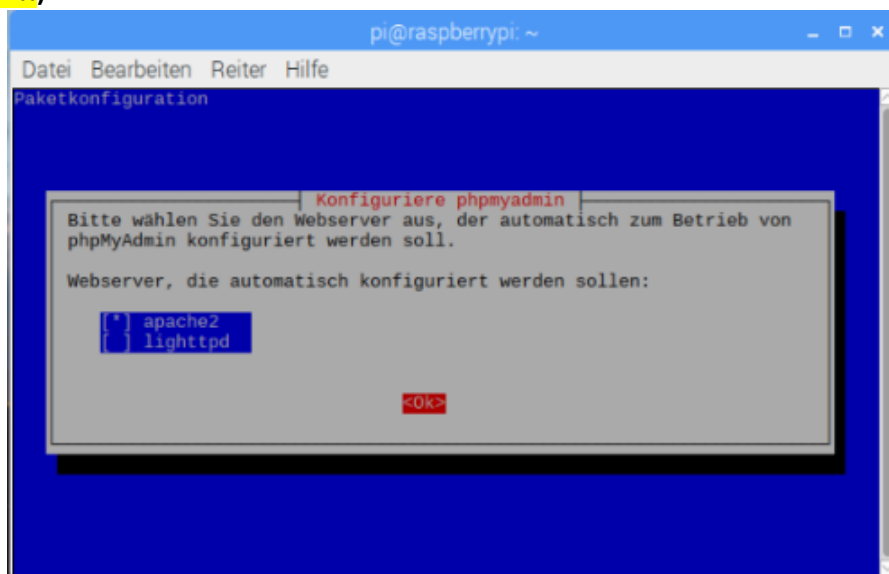 pi@raspberrypi: ~
Datei Bearbeiten Reiter Hilfe
Paketkonfiguration
Konfiguriere phpmyadmin
Bitte wählen Sie den Webserver aus, der automatisch zum Betrieb von
phpMyAdmin konfiguriert werden soll.
Webserver, die automatisch konfiguriert werden sollen:
[*] apache2
[ ] lighttpd
<Ok>